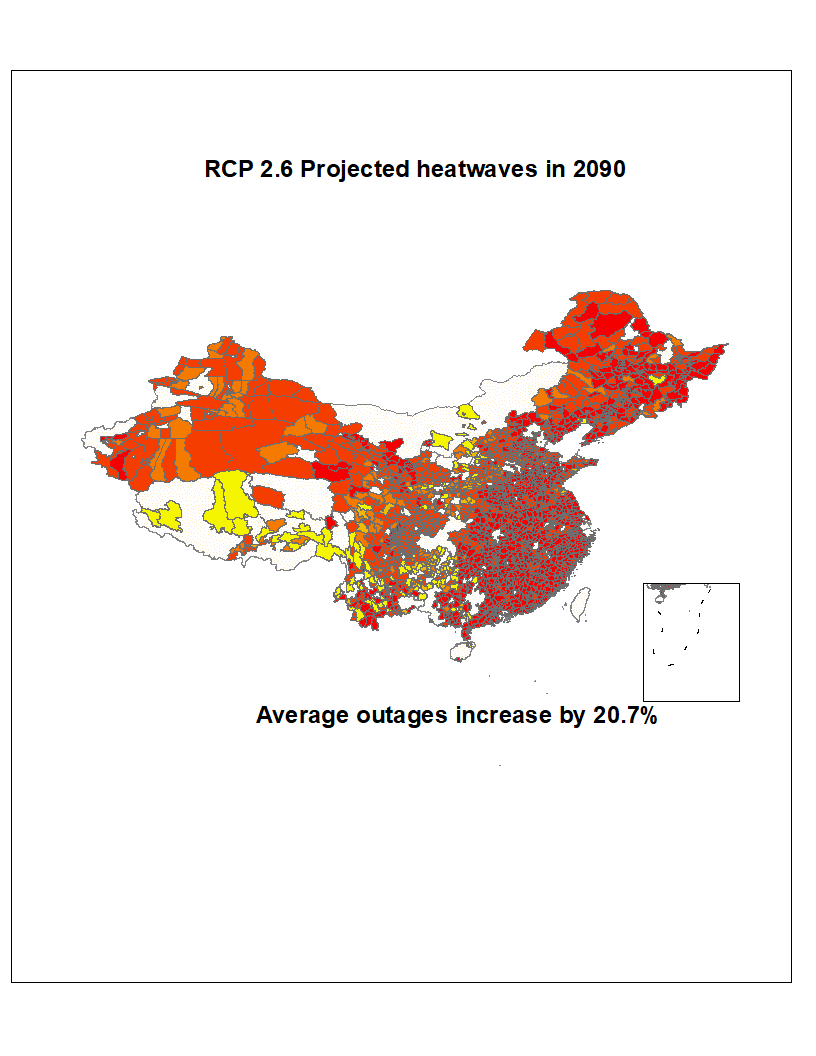 RCP 2.6 Projected heatwaves in 2090
Average outages increase by 20.7%